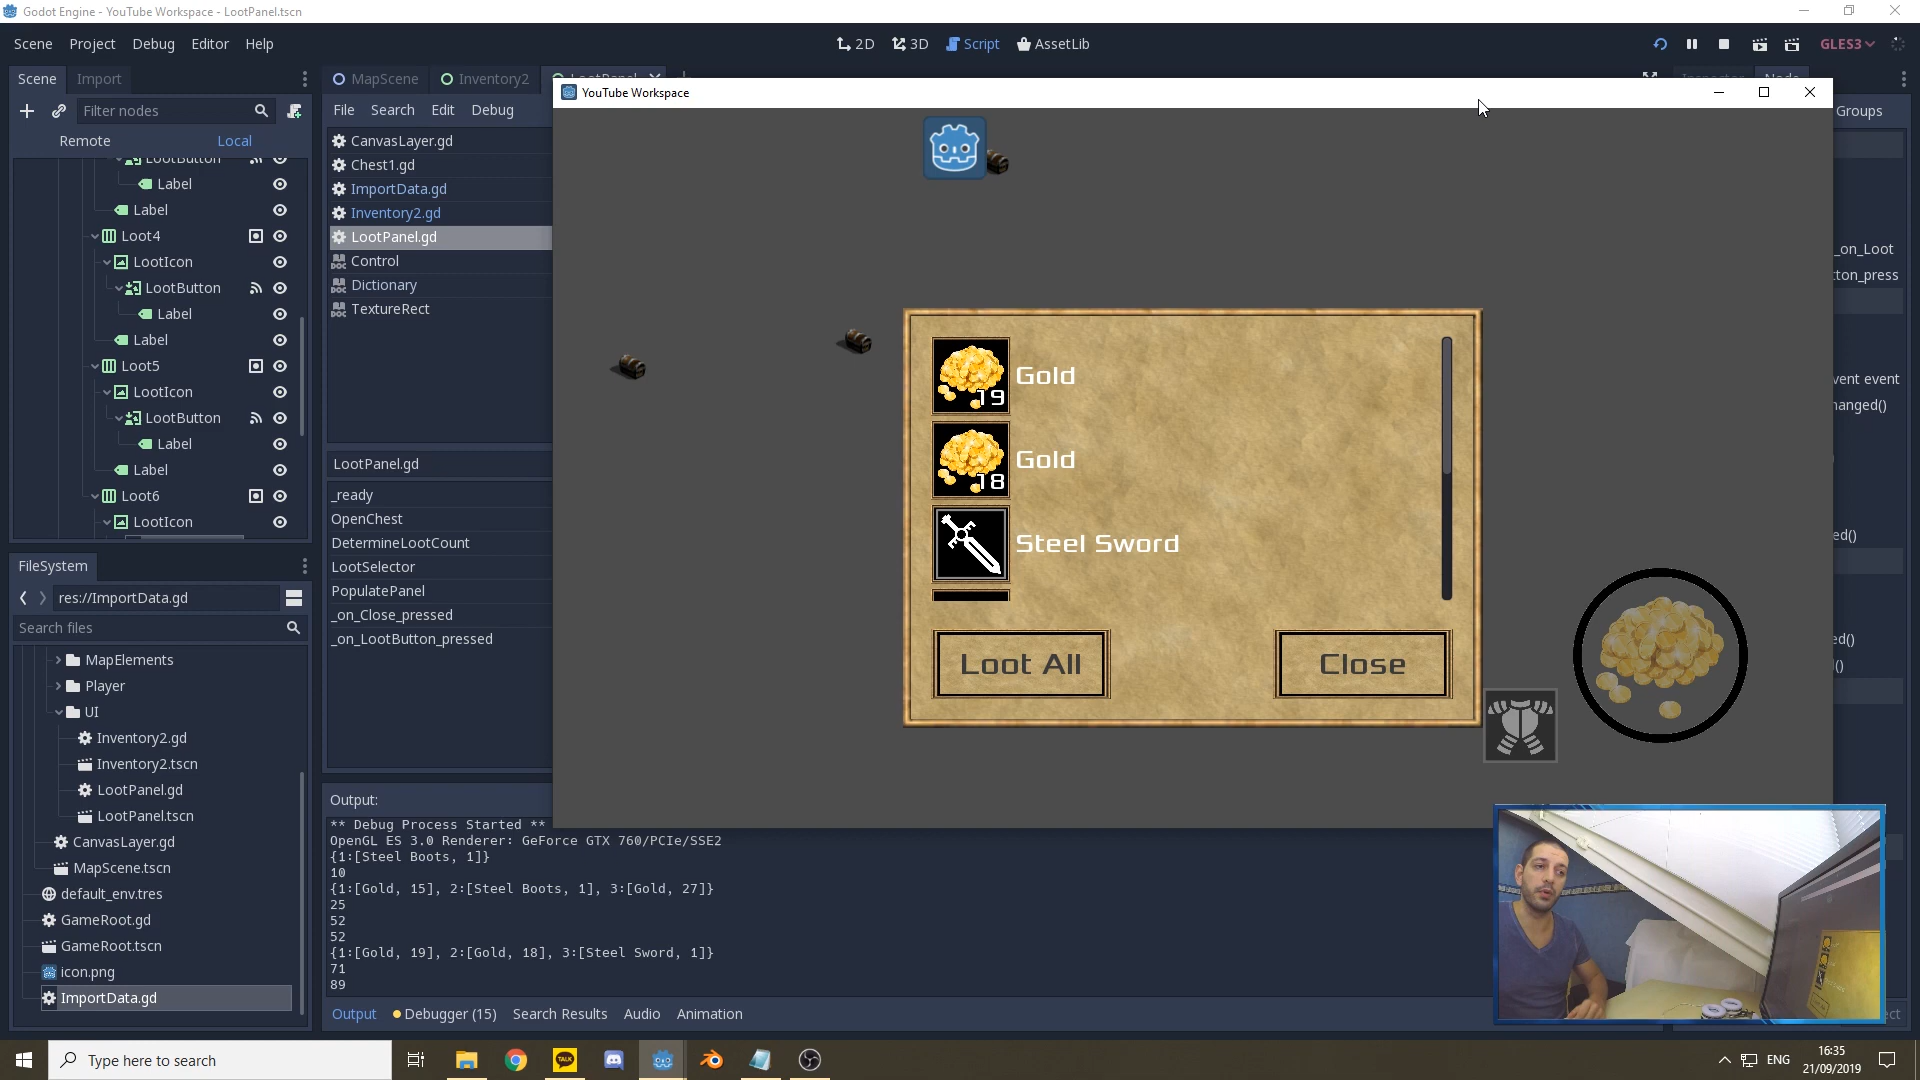 Godot Engine - YouTube Workspace - LootPanel.tscn
Scene Project Debug Editor Help
2D 3D Script AssetLib
GLES3
Scene Import
MapScene Inventory2 LootPanel
YouTube Workspace
Filter nodes
File Search Edit Debug
Groups
Remote Local
CanvasLayer.gd
Chest1.gd
ImportData.gd
Inventory2.gd
LootPanel.gd
Control
Dictionary
TextureRect
LootButton
Label
Label
Loot4
LootIcon
LootButton
Label
Label
Loot5
LootIcon
LootButton
Label
Label
Loot6
LootIcon
_on_Loot
ton_press
vent event
anged()
ed()
ed()
()
LootPanel.gd
_ready
OpenChest
DetermineLootCount
LootSelector
PopulatePanel
_on_Close_pressed
_on_LootButton_pressed
19 Gold
18 Gold
Steel Sword
Loot All Close
FileSystem
res://ImportData.gd
Search files
MapElements
Player
UI
Inventory2.gd
Inventory2.tscn
LootPanel.gd
LootPanel.tscn
CanvasLayer.gd
MapScene.tscn
default_env.tres
GameRoot.gd
GameRoot.tscn
icon.png
ImportData.gd
Output:
** Debug Process Started **
OpenGL ES 3.0 Renderer: GeForce GTX 760/PCIe/SSE2
{1:[Steel Boots, 1]}
10
{1:[Gold, 15], 2:[Steel Boots, 1], 3:[Gold, 27]}
25
52
52
{1:[Gold, 19], 2:[Gold, 18], 3:[Steel Sword, 1]}
71
89
Output Debugger (15) Search Results Audio Animation
Type here to search
TALK
ENG
16:35
21/09/2019